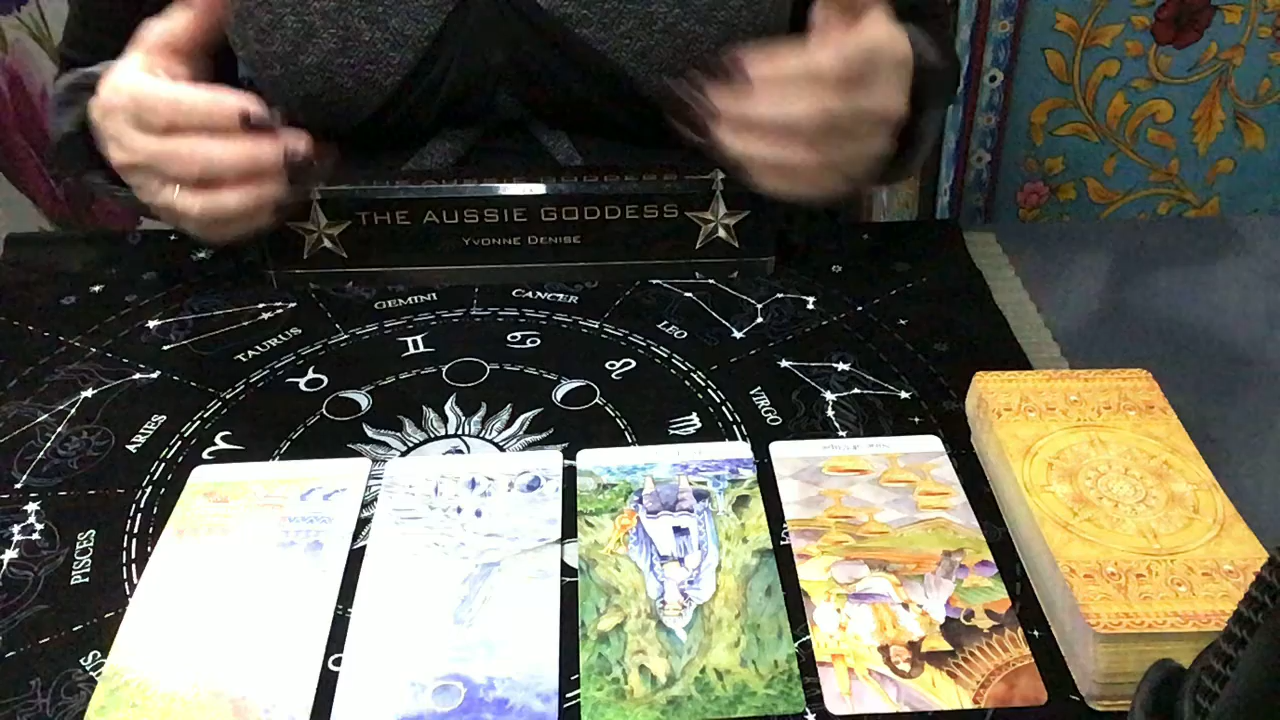 THE AUSSIE GODDESS
YVONNE DENISE
GEMINI
CANCER
TAURUS
LEO
ARIES
VIRGO
PISCES